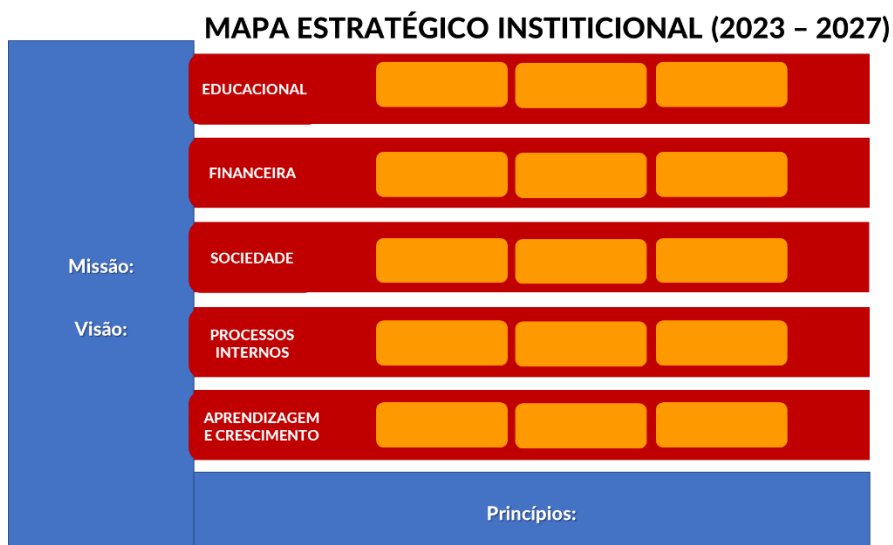 MAPA ESTRATÉGICO INSTITICIONAL (2023 – 2027)
EDUCACIONAL
FINANCEIRA
SOCIEDADE
PROCESSOS
INTERNOS
APRENDIZAGEM
E CRESCIMENTO
Missão:
Visão:
Princípios: